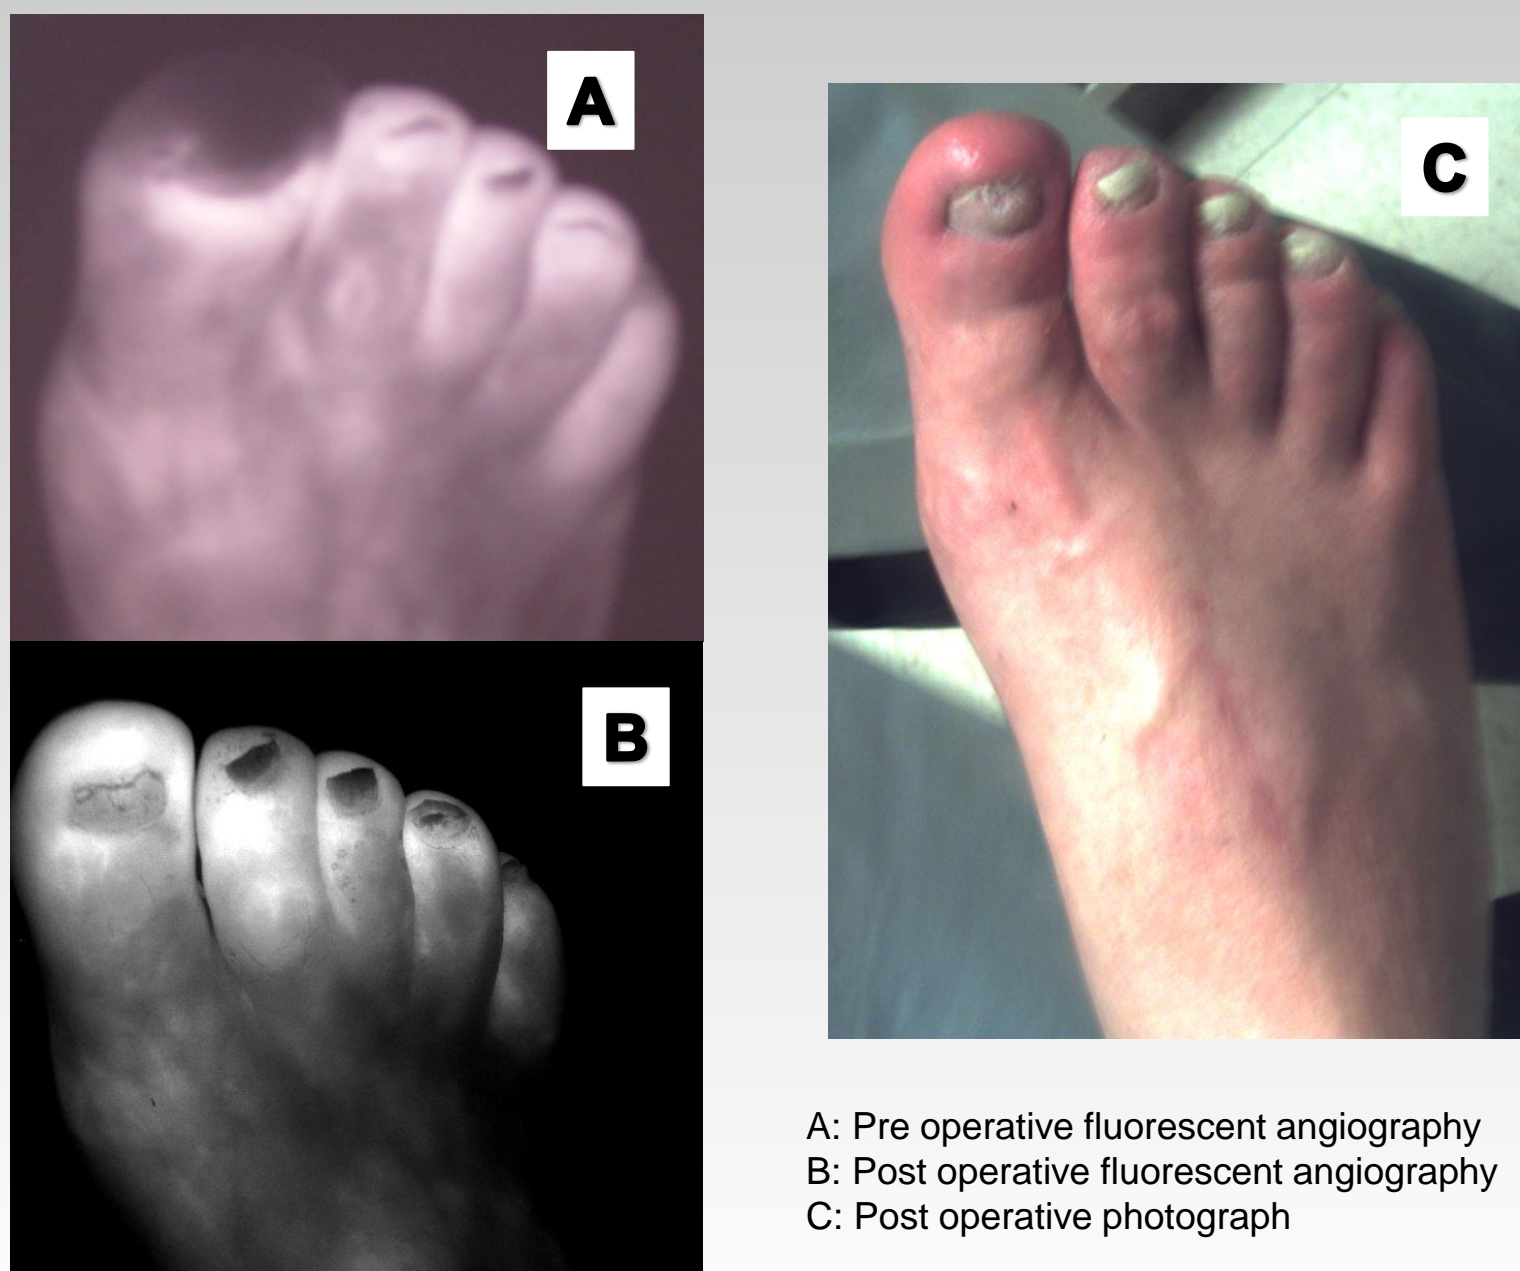 A
B
C
A: Pre operative fluorescent angiography
B: Post operative fluorescent angiography
C: Post operative photograph